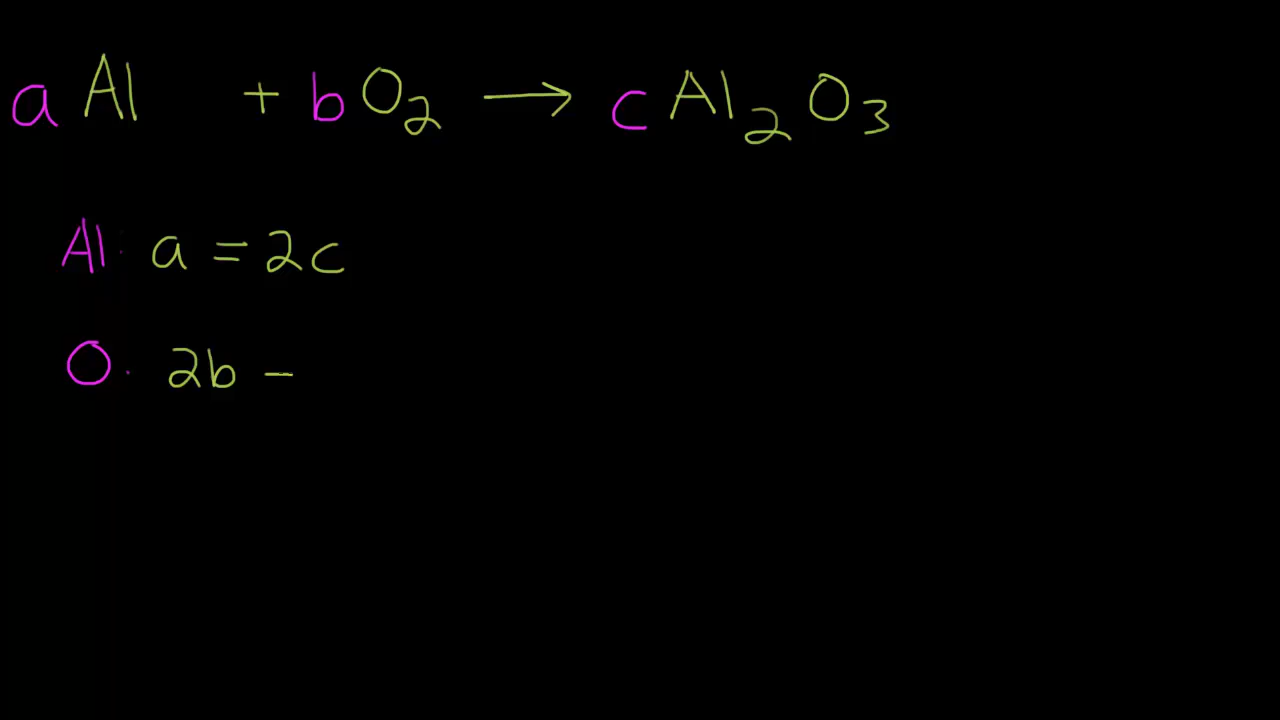 a Al + b O₂ → c Al₂O₃
Al: a = 2c
O: 2b −